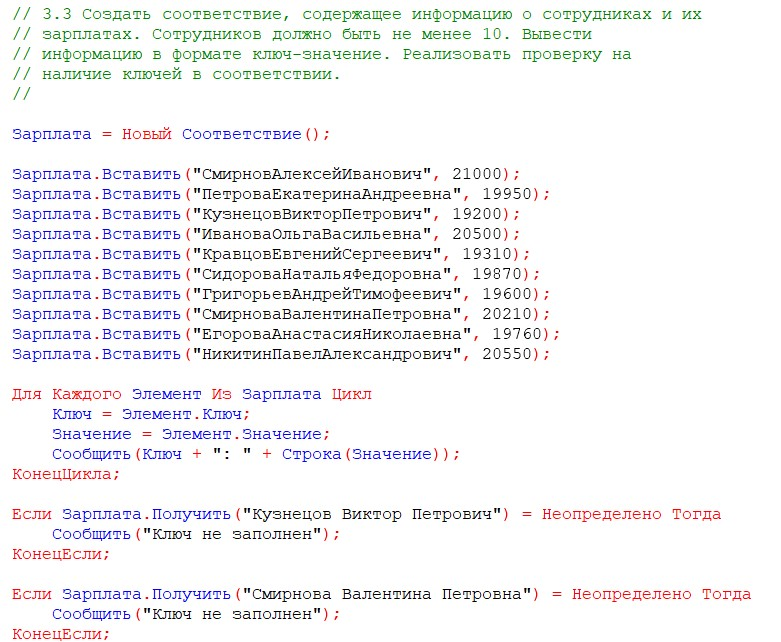 // 3.3 Создать соответствие, содержащее информацию о сотрудниках и их
// зарплатах. Сотрудников должно быть не менее 10. Вывести
// информацию в формате ключ-значение. Реализовать проверку на
// наличие ключей в соответствии.
//
Зарплата = Новый Соответствие();
Зарплата.Вставить("СмирновАлексейИванович", 21000);
Зарплата.Вставить("ПетроваЕкатеринаАндреевна", 19950);
Зарплата.Вставить("КузнецовВикторПетрович", 19200);
Зарплата.Вставить("ИвановаОльгаВасильевна", 20500);
Зарплата.Вставить("КравцовЕвгенийСергеевич", 19310);
Зарплата.Вставить("СидороваНатальяФедоровна", 19870);
Зарплата.Вставить("ГригорьевАндрейТимофеевич", 19600);
Зарплата.Вставить("СмирноваВалентинаПетровна", 20210);
Зарплата.Вставить("ЕгороваАнастасияНиколаевна", 19760);
Зарплата.Вставить("НикитинПавелАлександрович", 20550);
Для Каждого Элемент Из Зарплата Цикл
    Ключ = Элемент.Ключ;
    Значение = Элемент.Значение;
    Сообщить(Ключ + ": " + Строка(Значение));
КонецЦикла;
Если Зарплата.Получить("Кузнецов Виктор Петрович") = Неопределено Тогда
    Сообщить("Ключ не заполнен");
КонецЕсли;
Если Зарплата.Получить("Смирнова Валентина Петровна") = Неопределено Тогда
    Сообщить("Ключ не заполнен");
КонецЕсли;